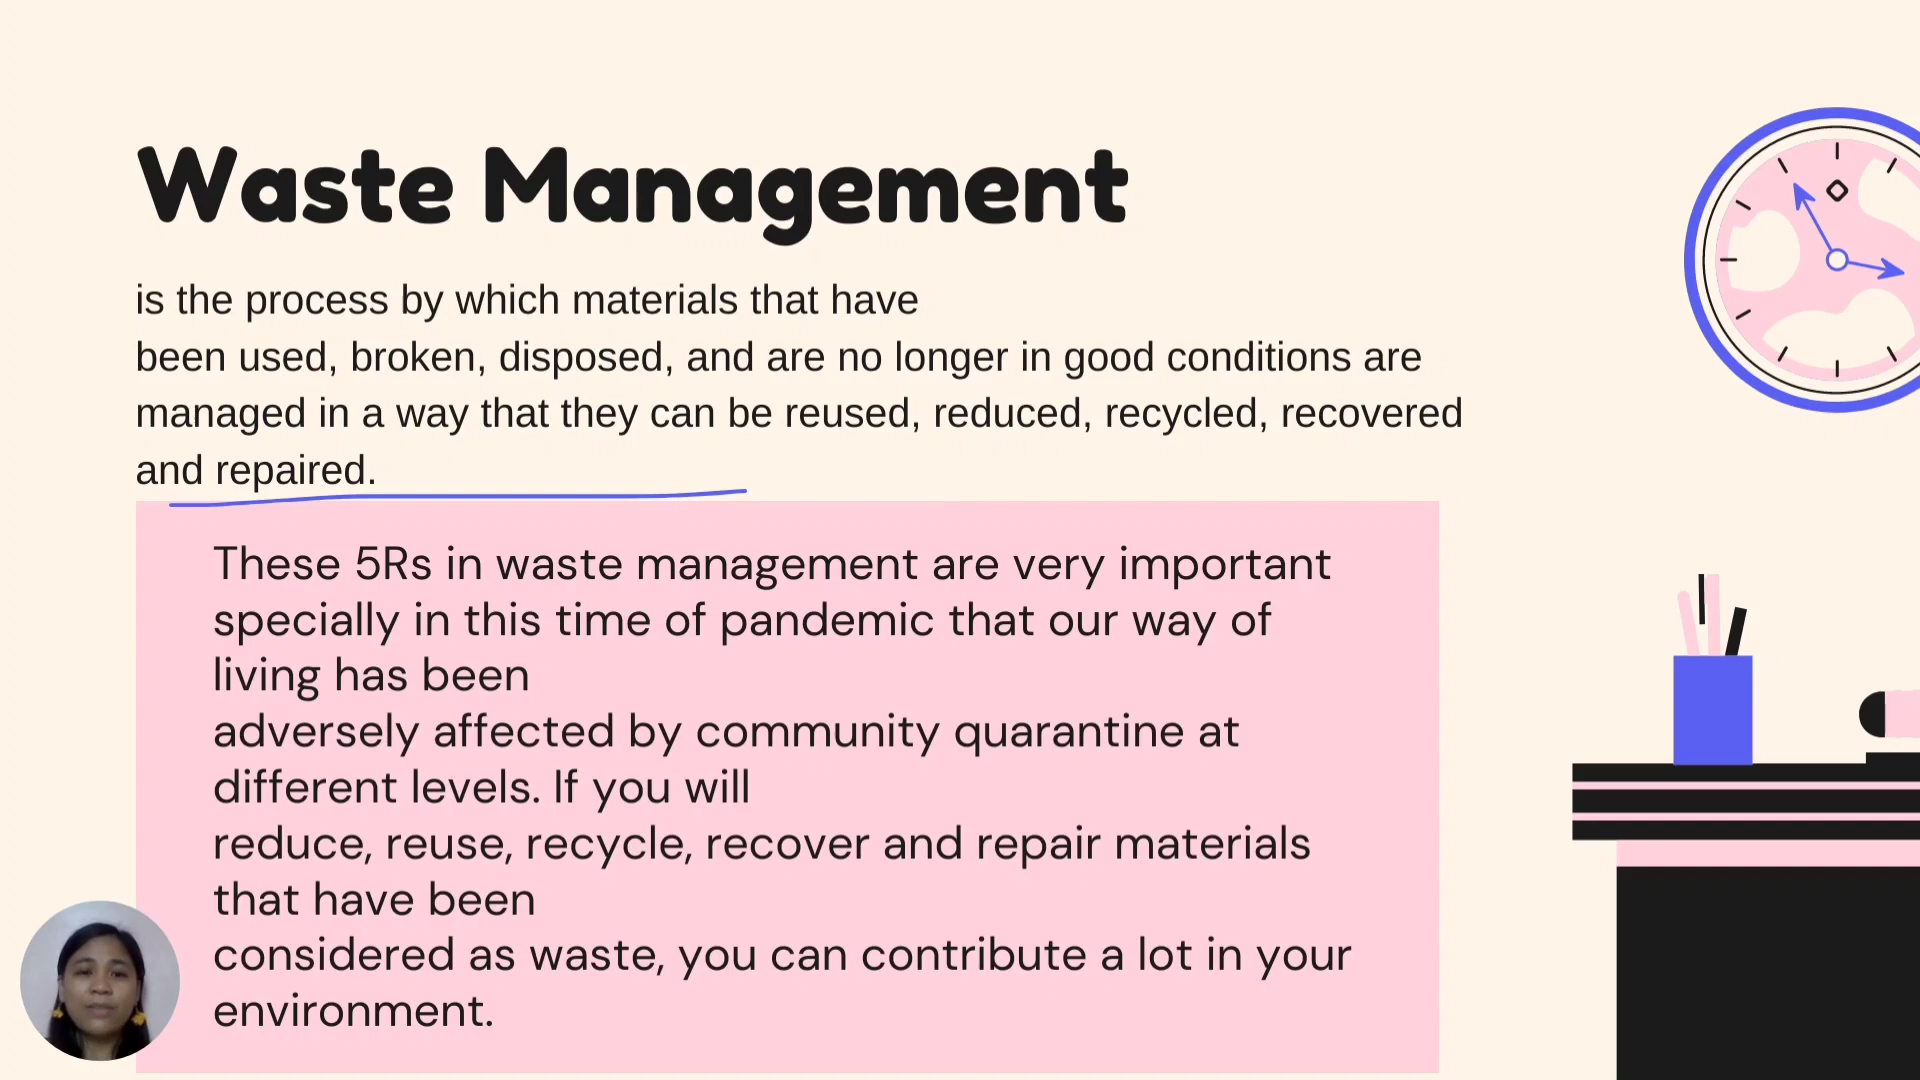 Waste Management
is the process by which materials that have
been used, broken, disposed, and are no longer in good conditions are
managed in a way that they can be reused, reduced, recycled, recovered
and repaired.
These 5Rs in waste management are very important
specially in this time of pandemic that our way of
living has been
adversely affected by community quarantine at
different levels. If you will
reduce, reuse, recycle, recover and repair materials
that have been
considered as waste, you can contribute a lot in your
environment.